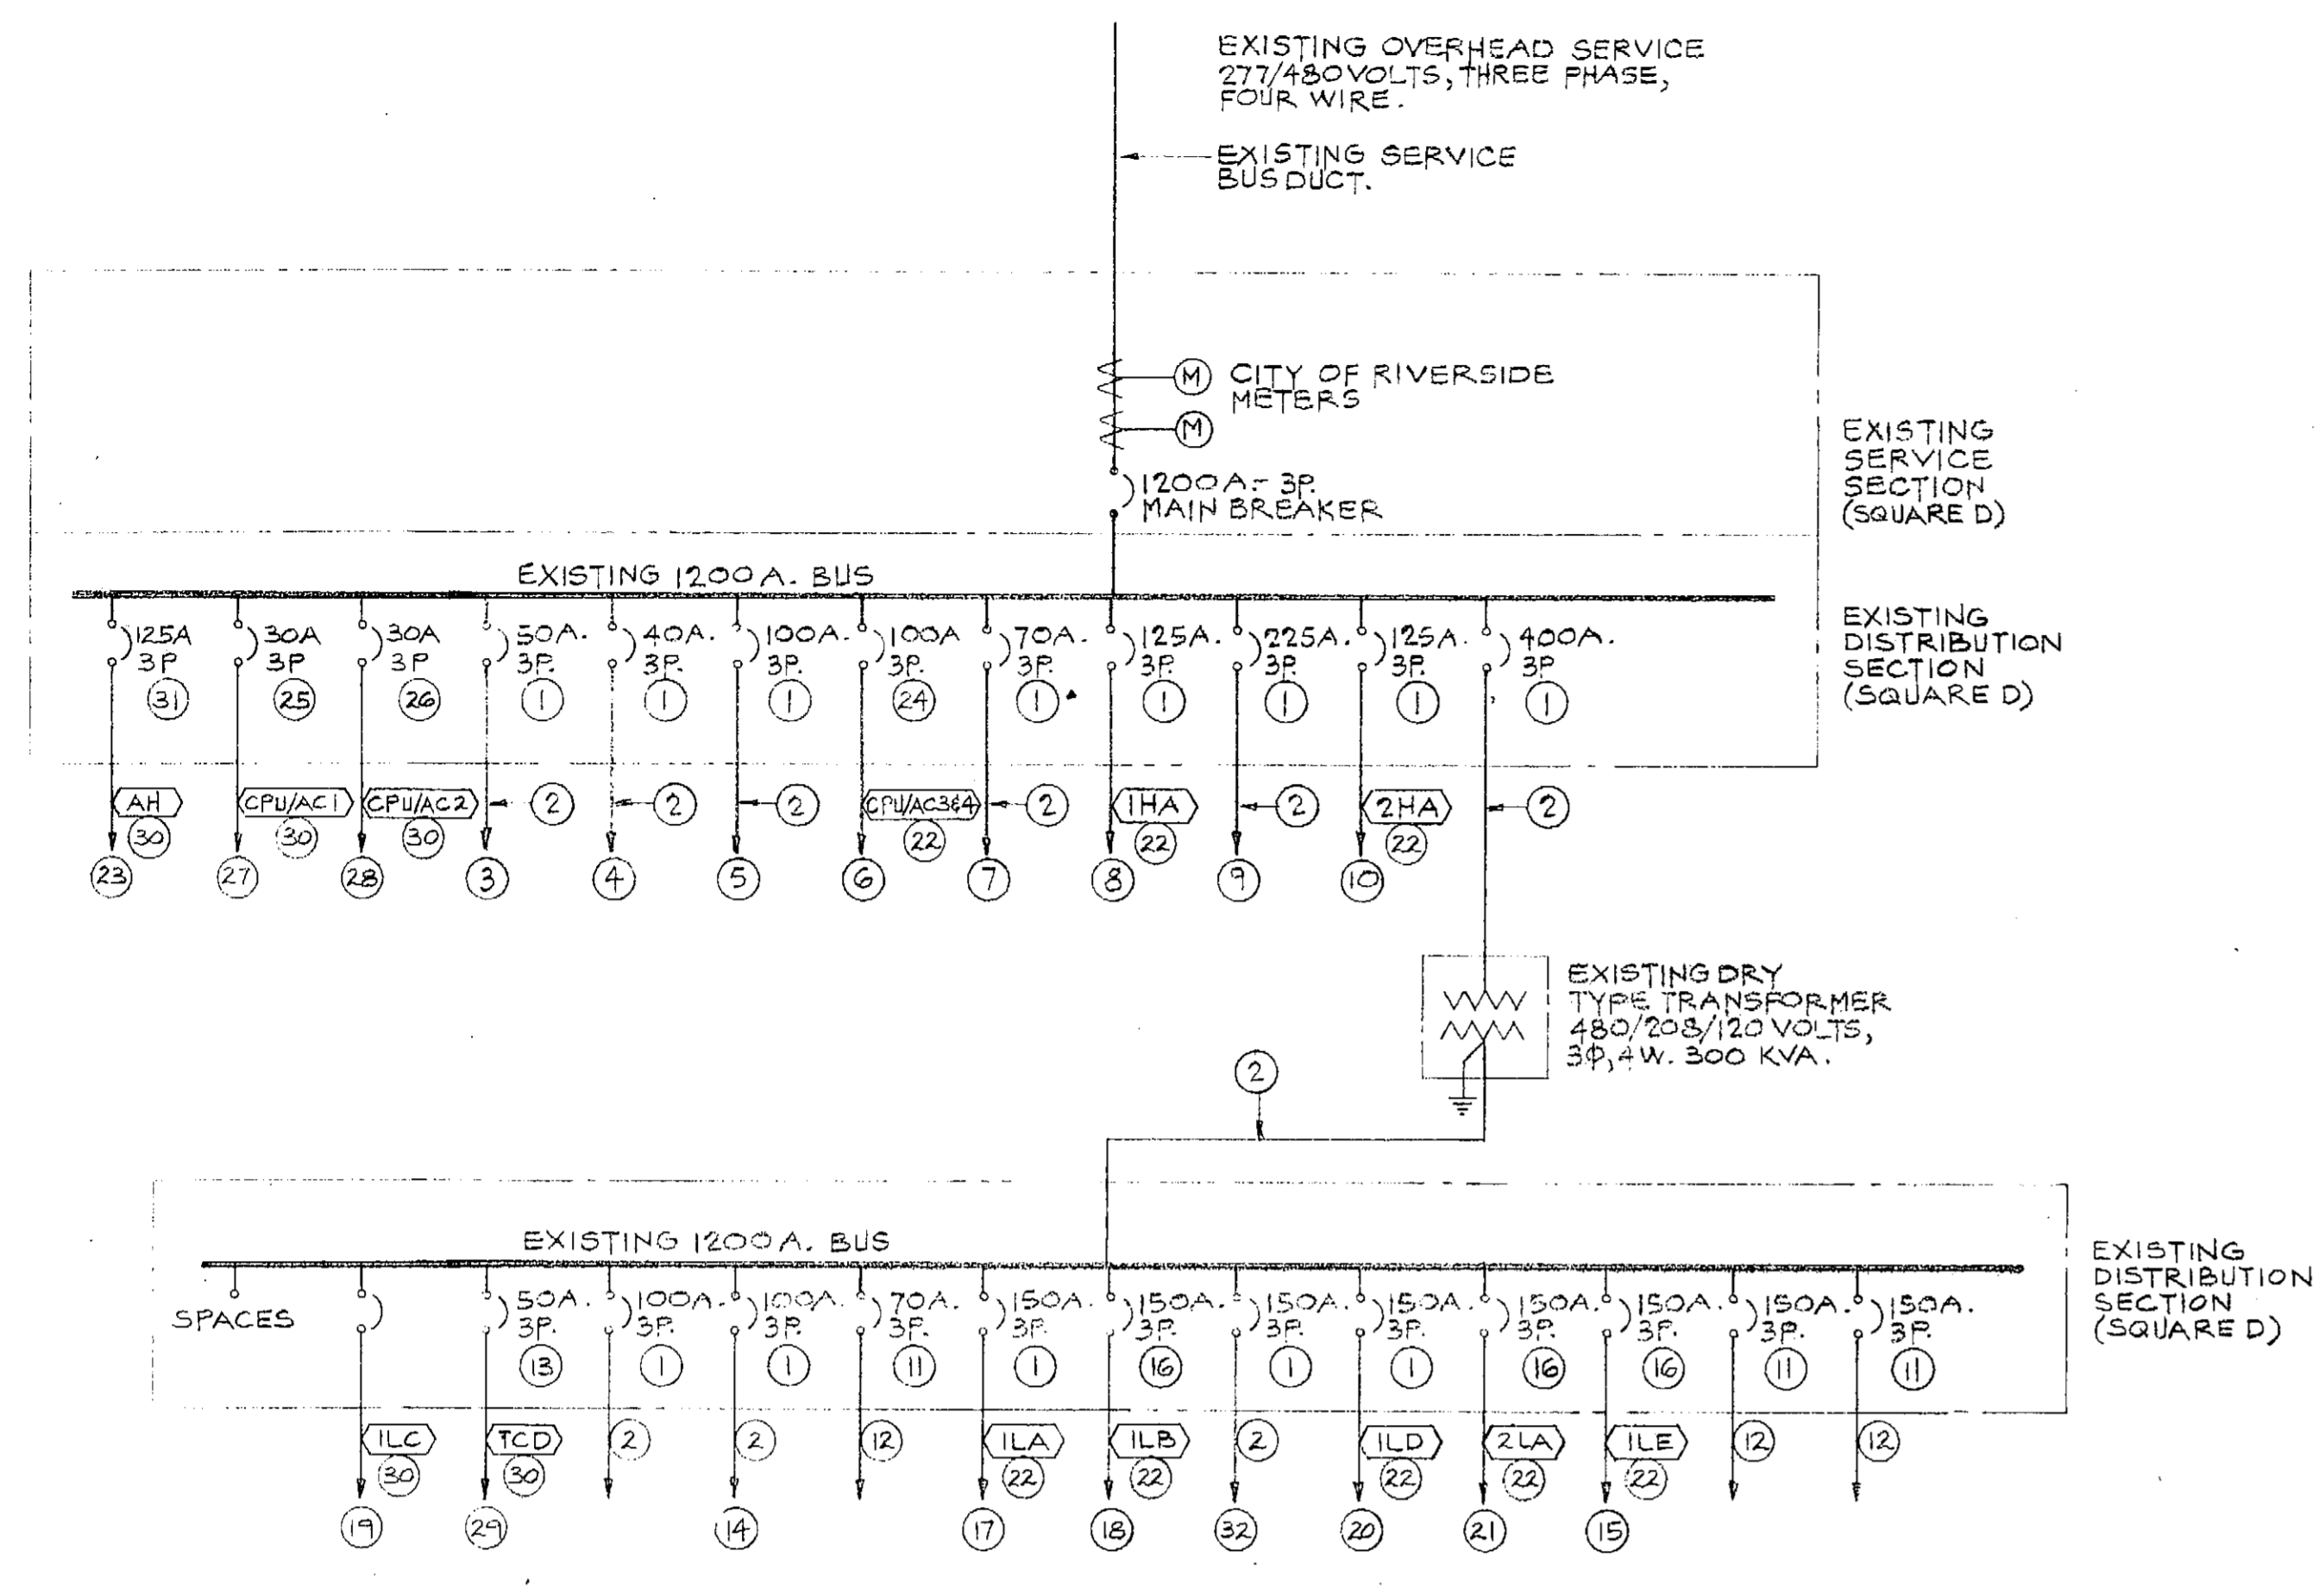 EXISTING OVERHEAD SERVICE
277/480 VOLTS, THREE PHASE,
FOUR WIRE.
EXISTING SERVICE
BUS DUCT.
M
CITY OF RIVERSIDE
METERS
M
1200A.- 3P.
MAIN BREAKER
EXISTING
SERVICE
SECTION
(SQUARE D)
EXISTING 1200A. BUS
125A 30A 30A 50A. 40A. 100A. 100A 70A. 125A. 225A. 125A. 400A.
3P 3P 3P 3P. 3P. 3P. 3P. 3P. 3P. 3P. 3P. 3P
31 25 26 1 1 1 24 1 1 1 1 1
EXISTING
DISTRIBUTION
SECTION
(SQUARE D)
AH CPU/AC1 CPU/AC2 2 2 2 CPU/AC3&4 2 1HA 2 2HA 2
30 30 30 22 22 22
23 27 28 3 4 5 6 7 8 9 10
EXISTING DRY
TYPE TRANSFORMER
480/208/120 VOLTS,
3Φ, 4W. 300 KVA.
2
EXISTING 1200A. BUS
SPACES
50A. 100A. 100A. 70A. 150A. 150A. 150A. 150A. 150A. 150A. 150A. 150A.
3P. 3P. 3P. 3P. 3P. 3P. 3P. 3P. 3P. 3P. 3P. 3P.
13 1 1 11 1 16 1 1 16 16 11 11
EXISTING
DISTRIBUTION
SECTION
(SQUARE D)
1LC TCD 2 2 12 1LA 1LB 2 1LD 2LA 1LE 12 12
30 30 22 22 22 22 22
19 29 14 17 18 32 20 21 15